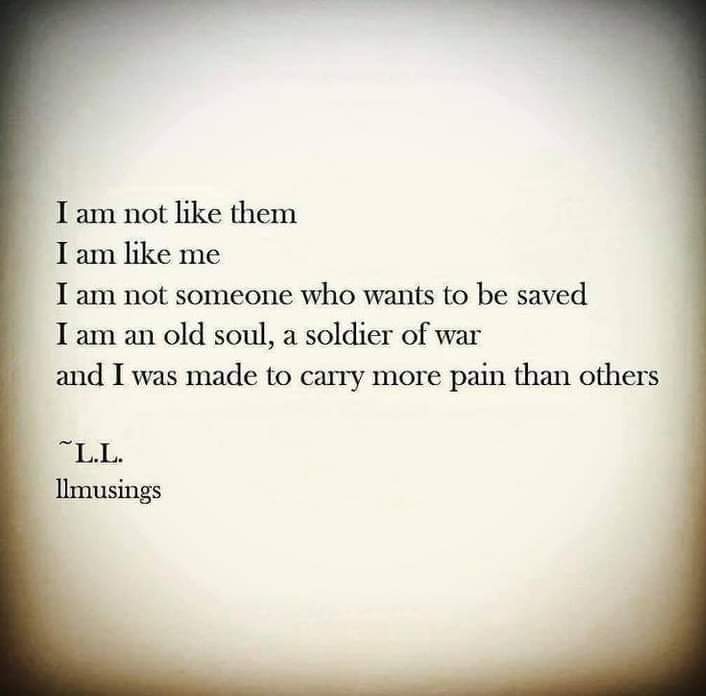 I am not like them
I am like me
I am not someone who wants to be saved
I am an old soul, a soldier of war
and I was made to carry more pain than others
~L.L.
llmusings